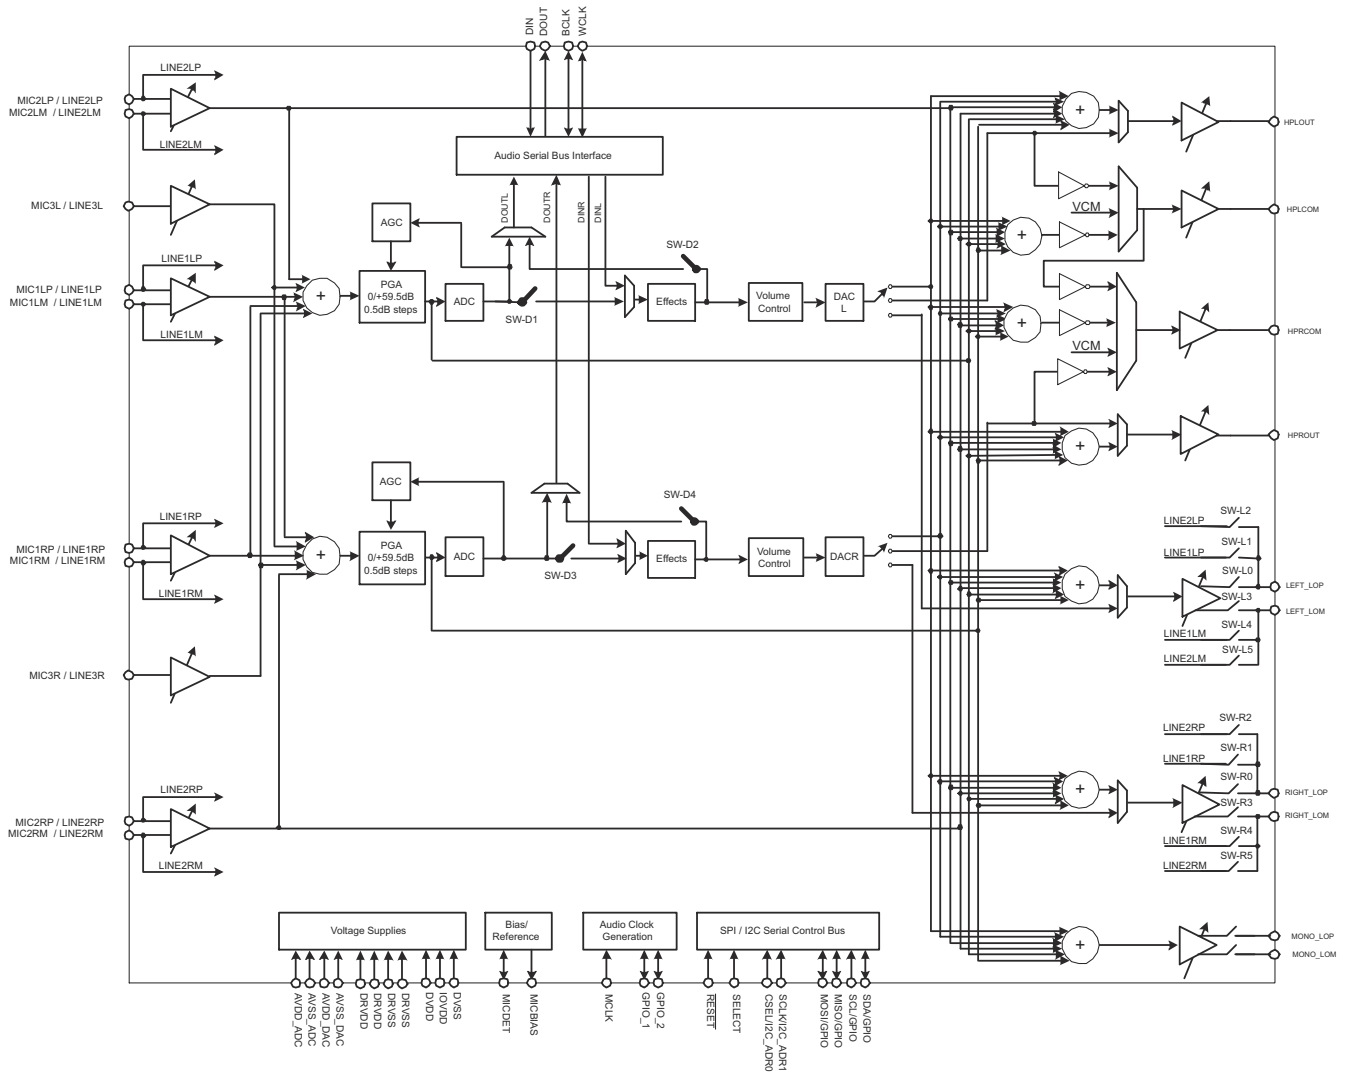 DIN
DOUT
BCLK
WCLK
LINE2LP
MIC2LP / LINE2LP
MIC2LM / LINE2LM
LINE2LM
+
HPLOUT
Audio Serial Bus Interface
DOUTL
DOUTR
DINR
DINL
MIC3L / LINE3L
AGC
VCM
HPLCOM
+
SW-D2
LINE1LP
MIC1LP / LINE1LP
MIC1LM / LINE1LM
LINE1LM
+
PGA
0/+59.5dB
0.5dB steps
ADC
SW-D1
Effects
Volume
Control
DAC
L
+
VCM
HPRCOM
HPROUT
+
AGC
SW-D4
LINE1RP
MIC1RP / LINE1RP
MIC1RM / LINE1RM
LINE1RM
+
PGA
0/+59.5dB
0.5dB steps
ADC
SW-D3
Effects
Volume
Control
DACR
+
SW-L2
LINE2LP
SW-L1
LINE1LP
SW-L0
LEFT_LOP
SW-L3
LEFT_LOM
SW-L4
LINE1LM
SW-L5
LINE2LM
MIC3R / LINE3R
SW-R2
LINE2RP
SW-R1
LINE1RP
SW-R0
RIGHT_LOP
SW-R3
RIGHT_LOM
SW-R4
LINE1RM
SW-R5
LINE2RM
+
LINE2RP
MIC2RP / LINE2RP
MIC2RM / LINE2RM
LINE2RM
Voltage Supplies
Bias/
Reference
Audio Clock
Generation
SPI / I2C Serial Control Bus
+
MONO_LOP
MONO_LOM
AVDD_ADC
AVSS_ADC
AVDD_DAC
AVSS_DAC
DRVDD
DRVDD
DRVSS
DRVSS
DVDD
IOVDD
DVSS
MICDET
MICBIAS
MCLK
GPIO_1
GPIO_2
RESET
SELECT
CSEL/I2C_ADR0
SCLK/I2C_ADR1
MOSI/GPIO
MISO/GPIO
SCL/GPIO
SDA/GPIO